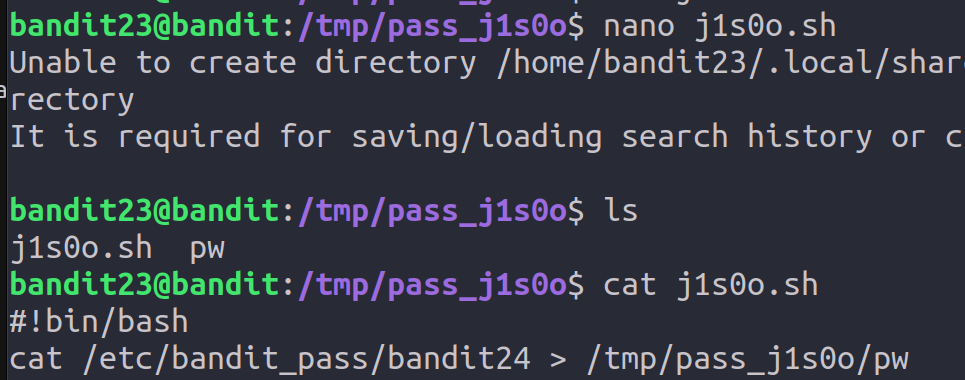 bandit23@bandit:/tmp/pass_j1s0o$ nano j1s0o.sh
Unable to create directory /home/bandit23/.local/shar
rectory
It is required for saving/loading search history or c
bandit23@bandit:/tmp/pass_j1s0o$ ls
j1s0o.sh  pw
bandit23@bandit:/tmp/pass_j1s0o$ cat j1s0o.sh
#!bin/bash
cat /etc/bandit_pass/bandit24 > /tmp/pass_j1s0o/pw